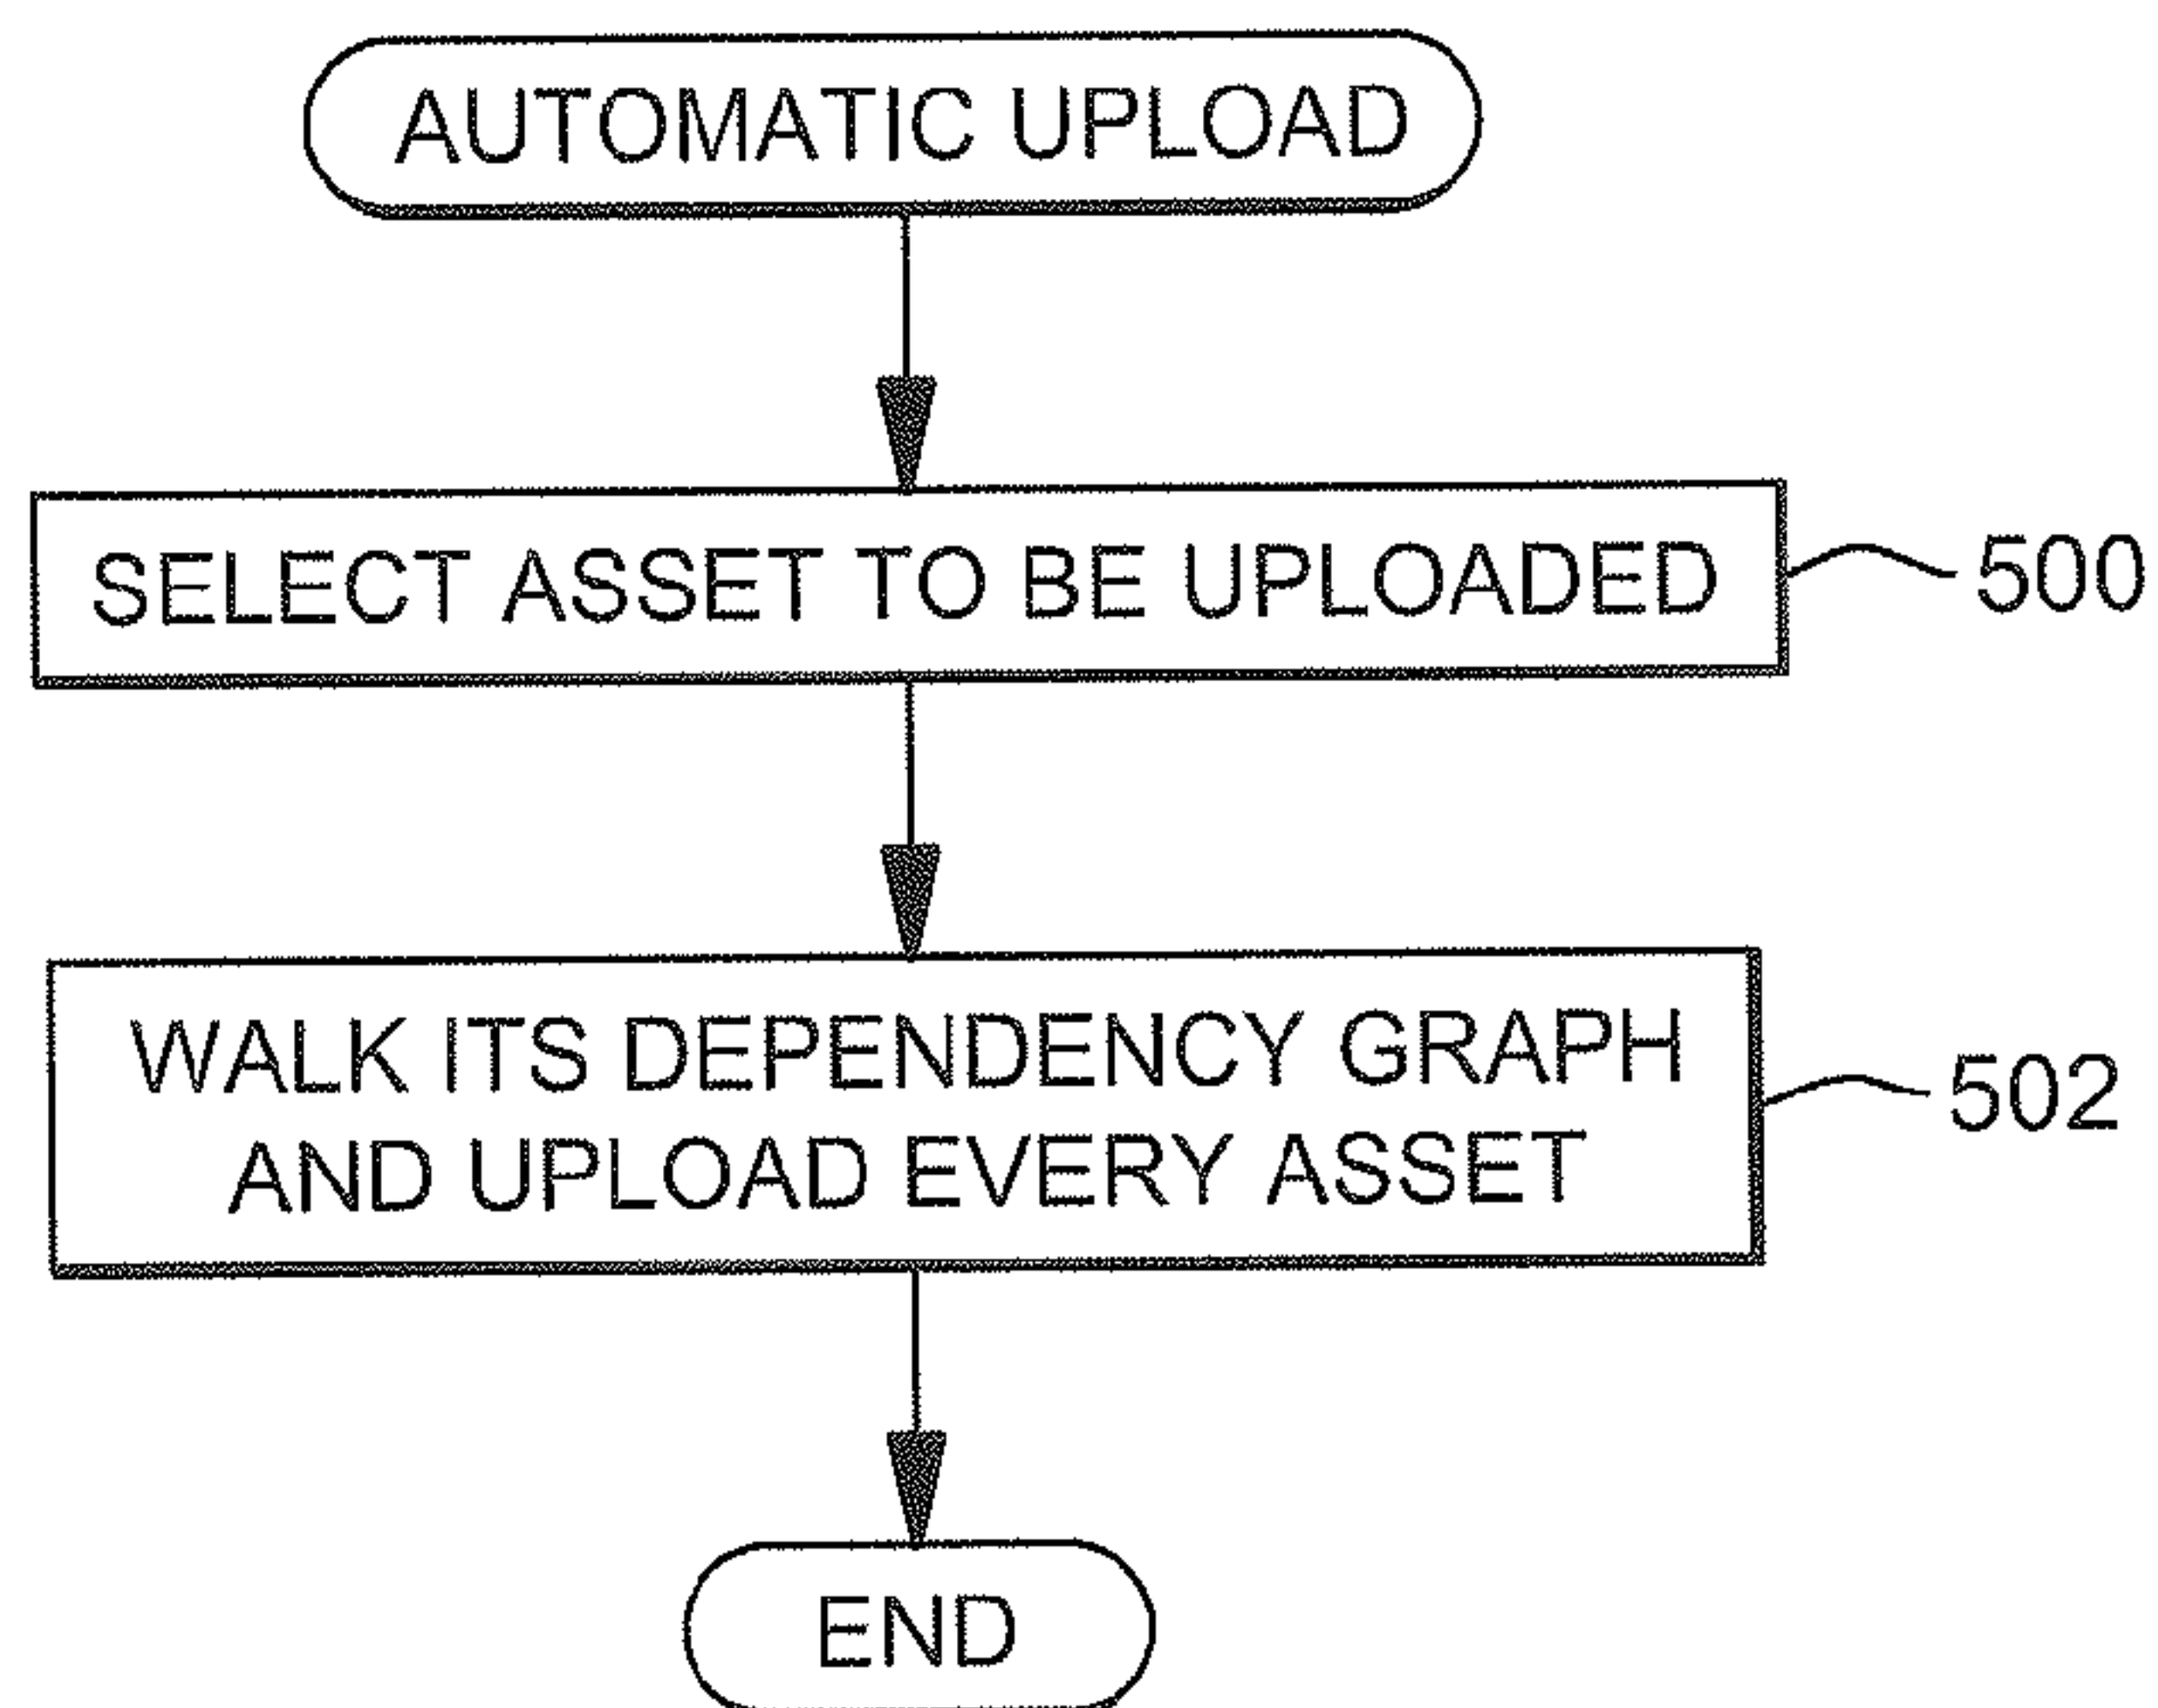 AUTOMATIC UPLOAD
SELECT ASSET TO BE UPLOADED
500
WALK ITS DEPENDENCY GRAPH
AND UPLOAD EVERY ASSET
502
END